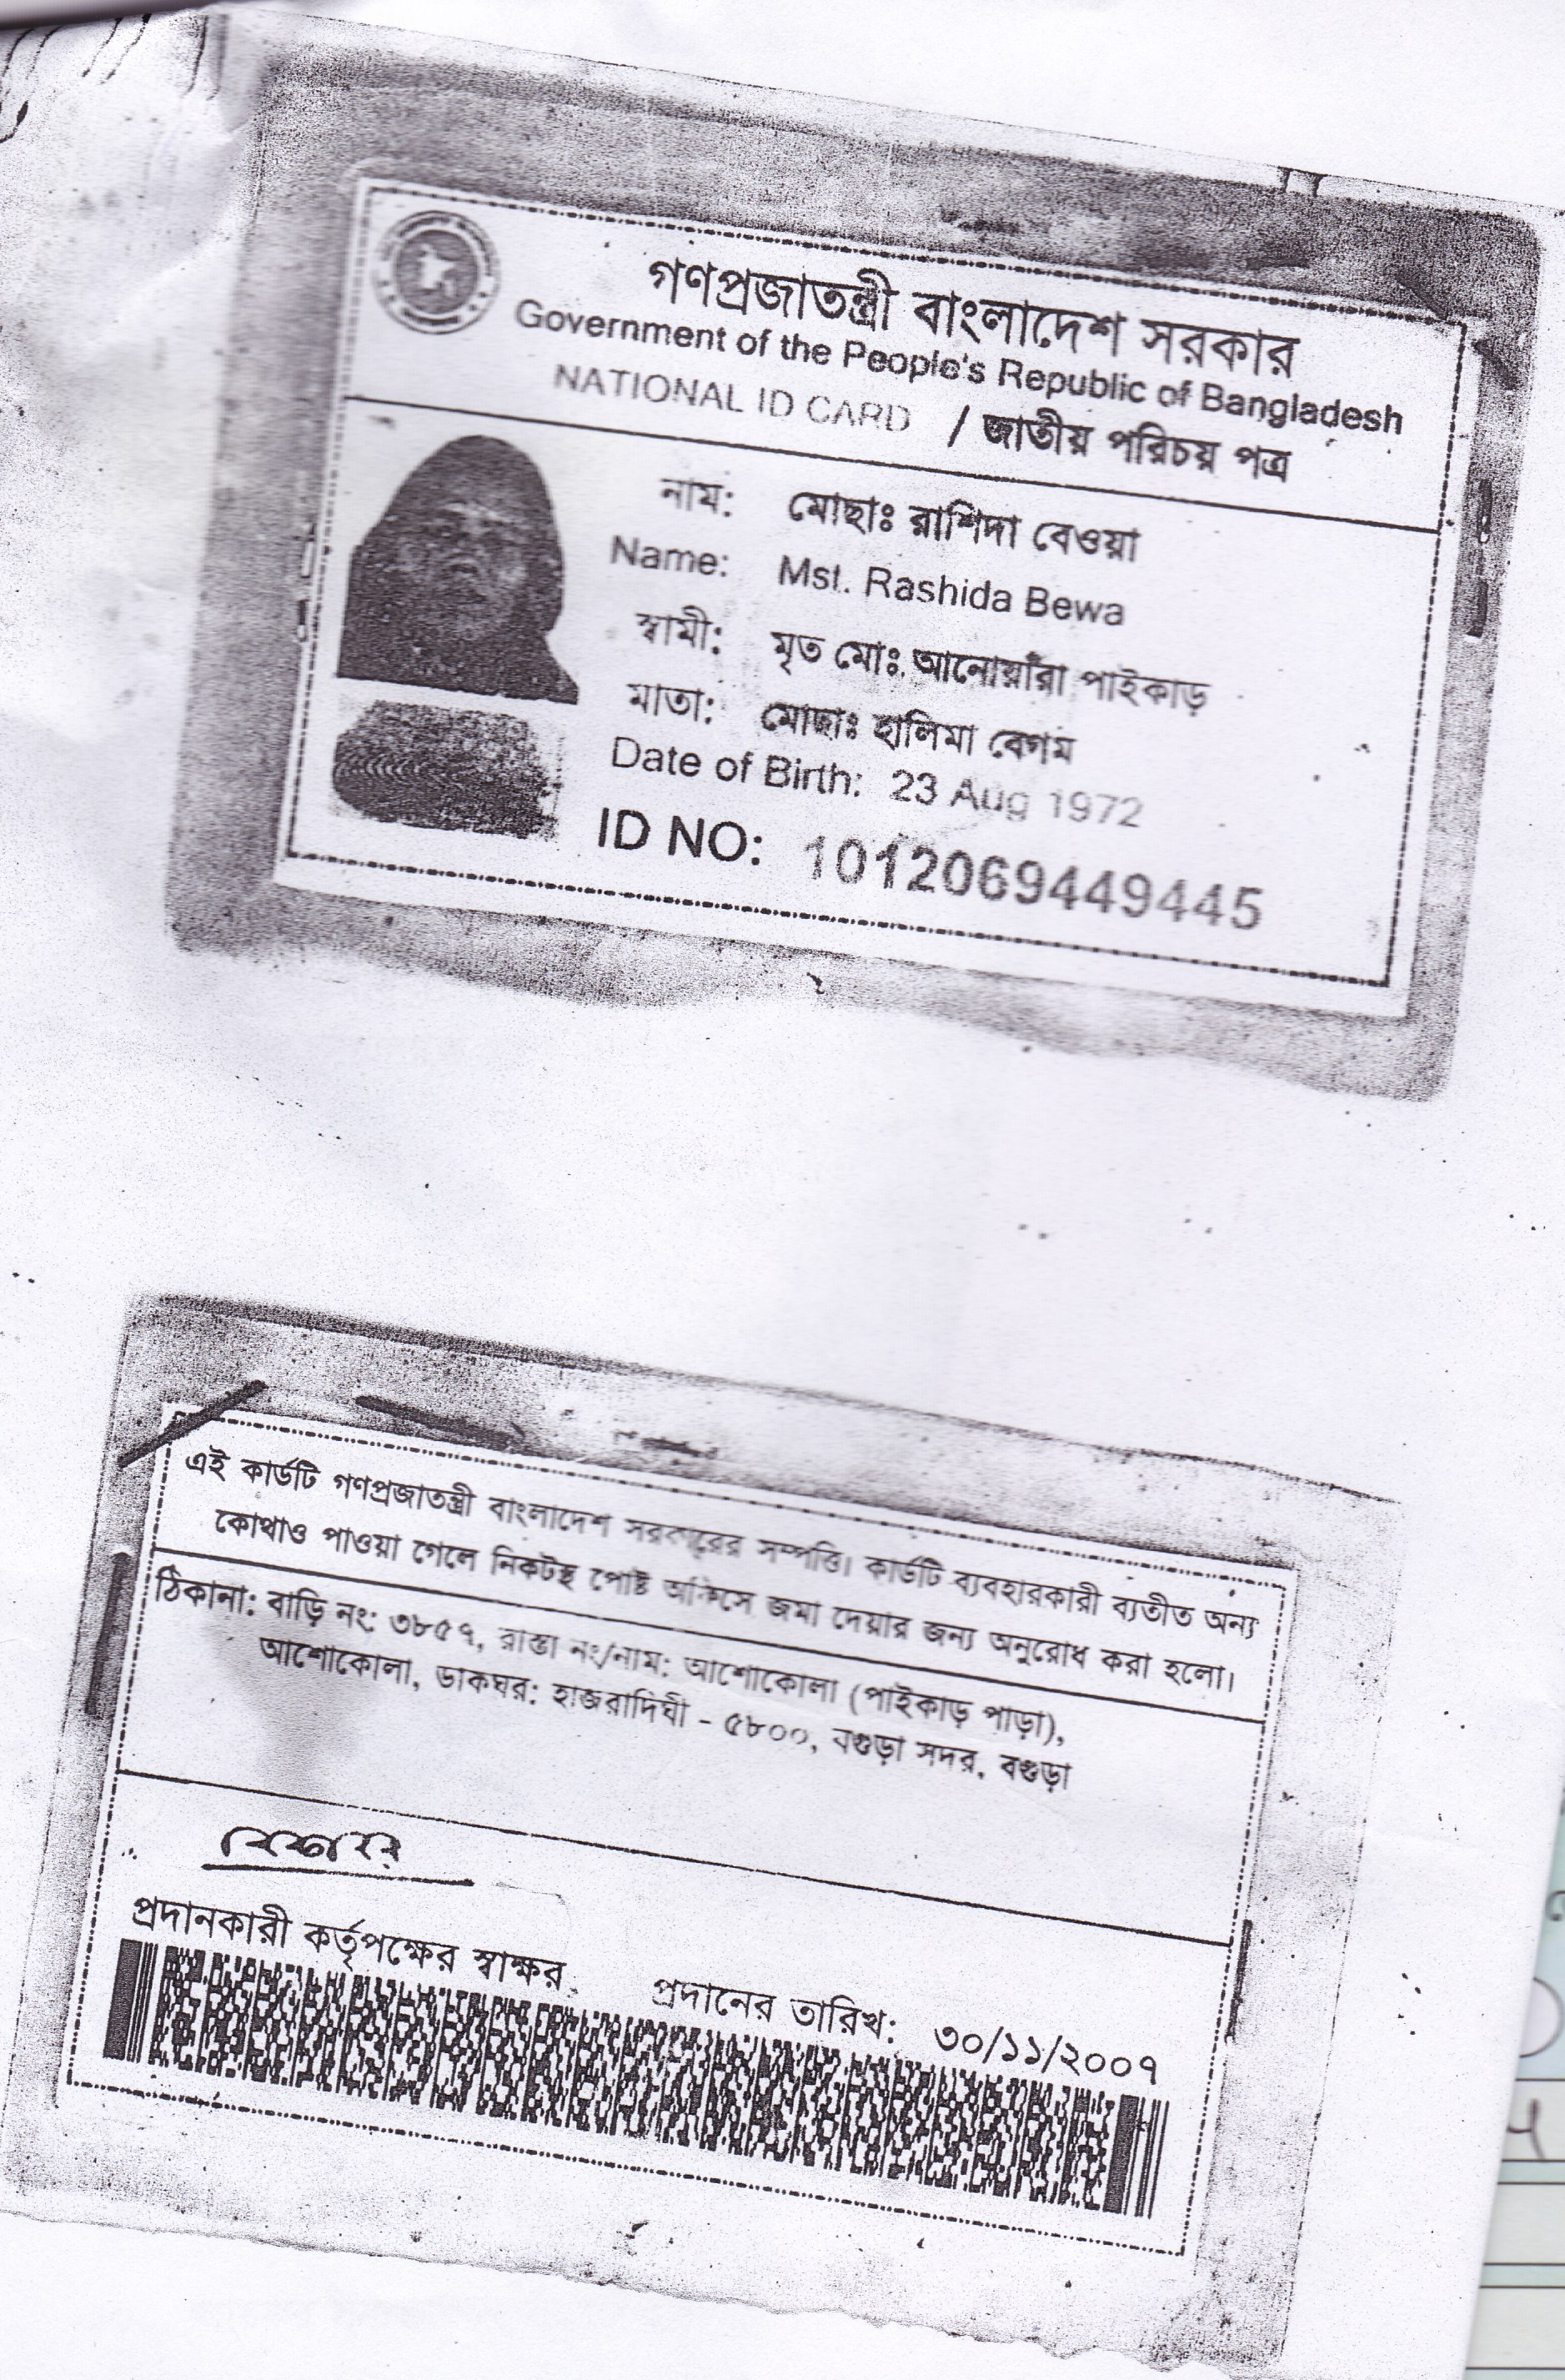 গণপ্রজাতন্ত্রী বাংলাদেশ সরকার
Government of the People's Republic of Bangladesh
NATIONAL ID CARD / জাতীয় পরিচয় পত্র
নাম: মোছাঃ রাশিদা বেওয়া
Name: Mst. Rashida Bewa
স্বামী: মৃত মোঃ পাইকাড়
মাতা: মোছাঃ হালিমা বেগম
Date of Birth: 23 Aug 1972
ID NO: 1012069449445
এই কার্ডটি গণপ্রজাতন্ত্রী বাংলাদেশ সরকারের সম্পত্তি। কার্ডটি ব্যবহারকারী ব্যতীত অন্য
কোথাও পাওয়া গেলে নিকটস্থ পোষ্ট অফিসে জমা দেয়ার জন্য অনুরোধ করা হলো।
ঠিকানা: বাড়ি নং: ৩৮৫৭, রাস্তা নং/নাম: আশোকোলা (পাইকাড় পাড়া),
আশোকোলা, ডাকঘর: হাজরাদিঘী - ৫৮০০, বগুড়া সদর, বগুড়া
প্রদানকারী কর্তৃপক্ষের স্বাক্ষর প্রদানের তারিখ: ৩০/১১/২০০৭